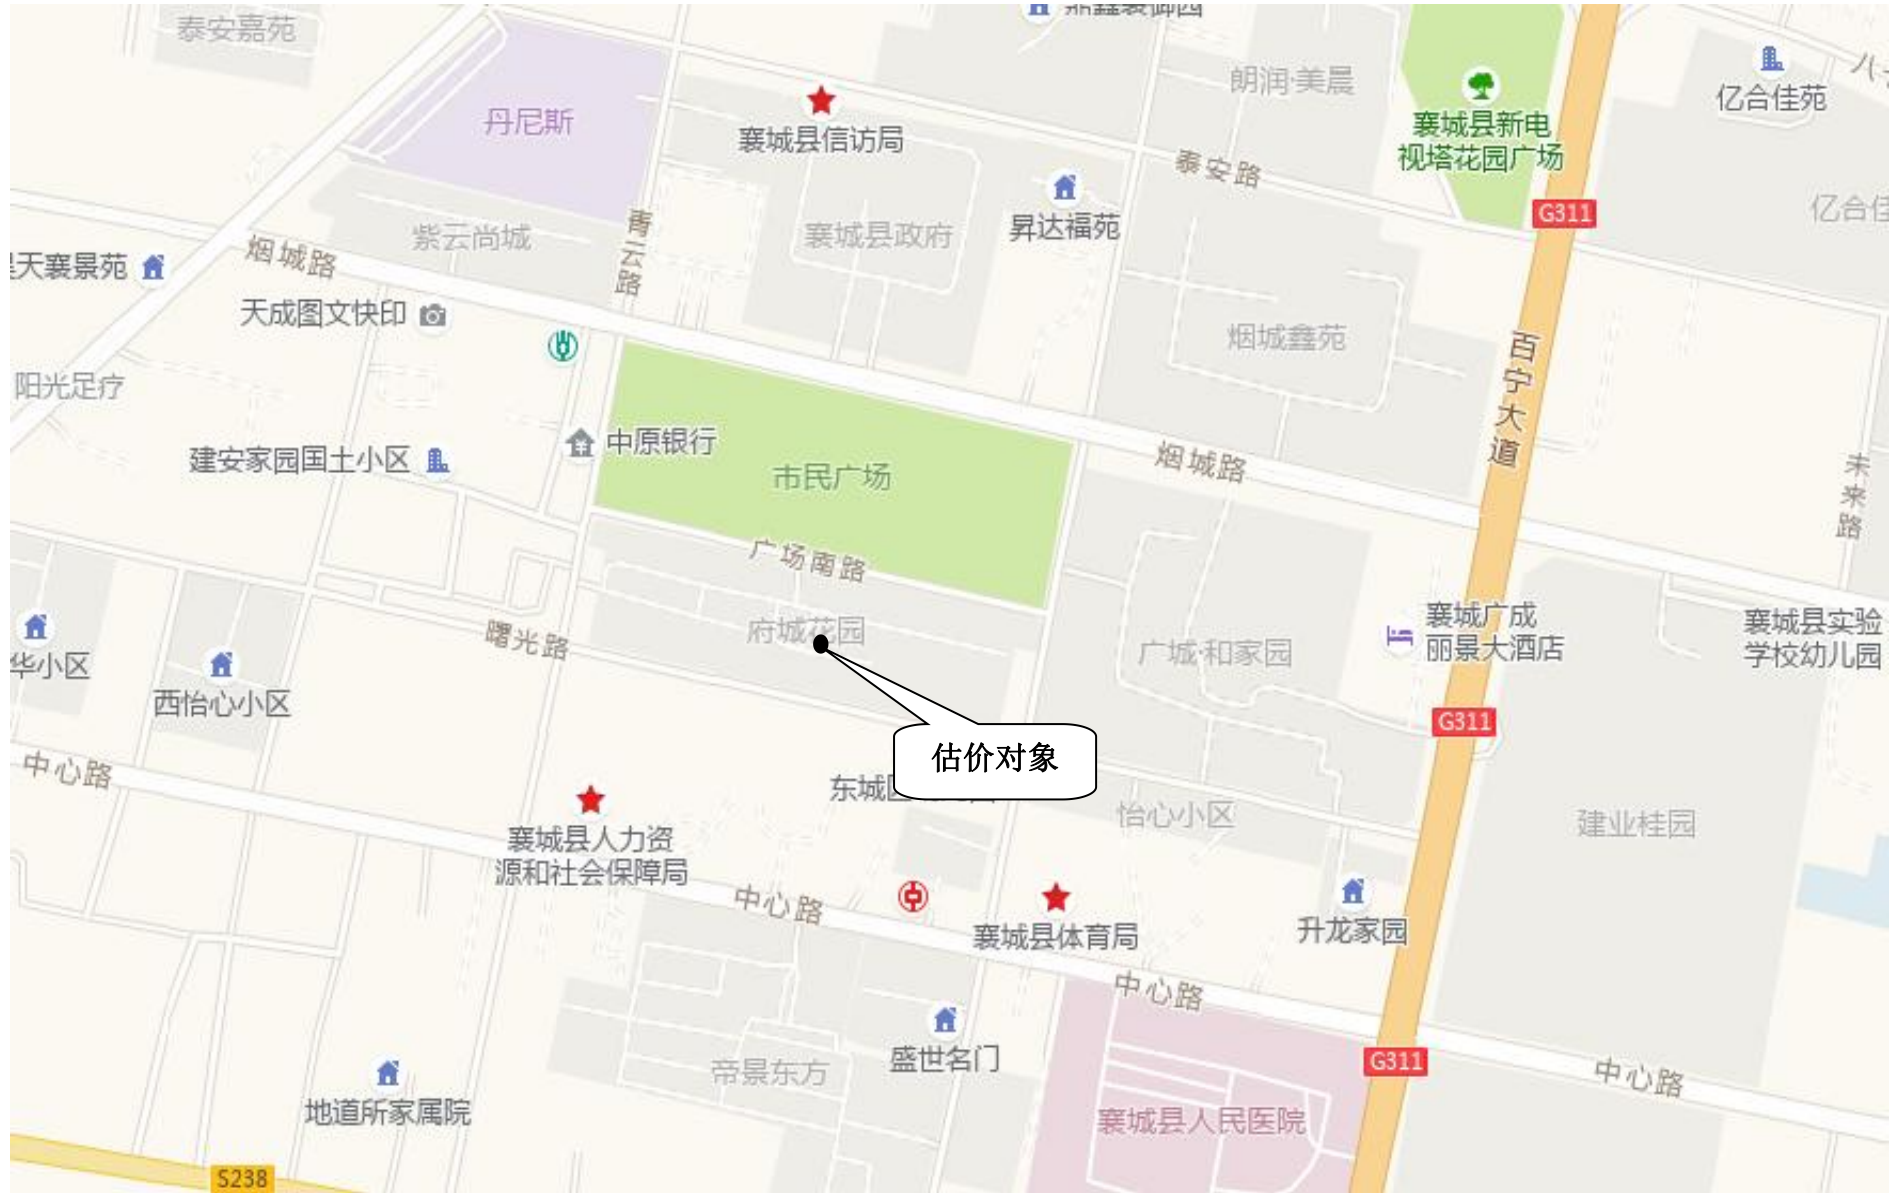 泰安嘉苑
朗润·美晨
亿合佳苑
丹尼斯
襄城县信访局
襄城县新电
视塔花园广场
泰安路
G311
亿合佳
昇达福苑
襄城县政府
紫云尚城
青云路
烟城路
天襄景苑
天成图文快印
烟城鑫苑
百宁大道
阳光足疗
中原银行
建安家园国土小区
市民广场
烟城路
未来路
广场南路
府城花园
曙光路
广城·和家园
襄城广成
丽景大酒店
襄城县实验
学校幼儿园
华小区
西怡心小区
G311
估价对象
中心路
东城区
怡心小区
建业桂园
襄城县人力资
源和社会保障局
中心路
襄城县体育局
升龙家园
中心路
盛世名门
帝景东方
G311
中心路
地道所家属院
襄城县人民医院
S238